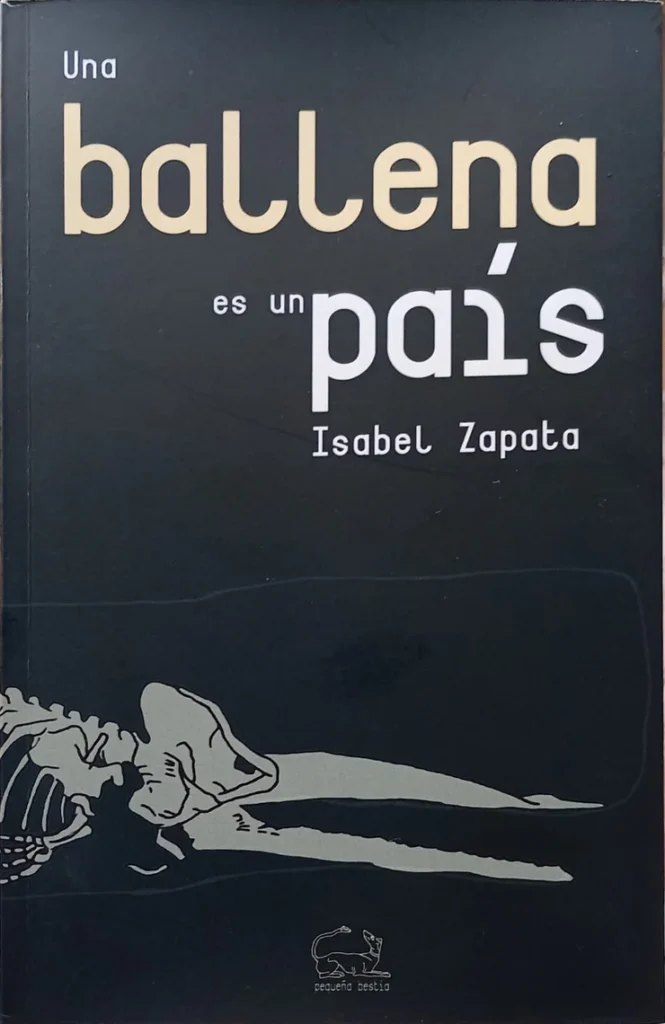 Una
ballena
es un país
Isabel Zapata
pequeña bestia